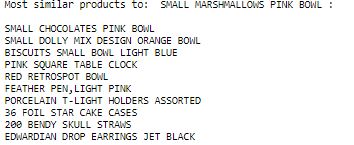 Most similar products to:  SMALL MARSHMALLOWS PINK BOWL :
SMALL CHOCOLATES PINK BOWL
SMALL DOLLY MIX DESIGN ORANGE BOWL
BISCUITS SMALL BOWL LIGHT BLUE
PINK SQUARE TABLE CLOCK
RED RETROSPOT BOWL
FEATHER PEN,LIGHT PINK
PORCELAIN T-LIGHT HOLDERS ASSORTED
36 FOIL STAR CAKE CASES
200 BENDY SKULL STRAWS
EDWARDIAN DROP EARRINGS JET BLACK